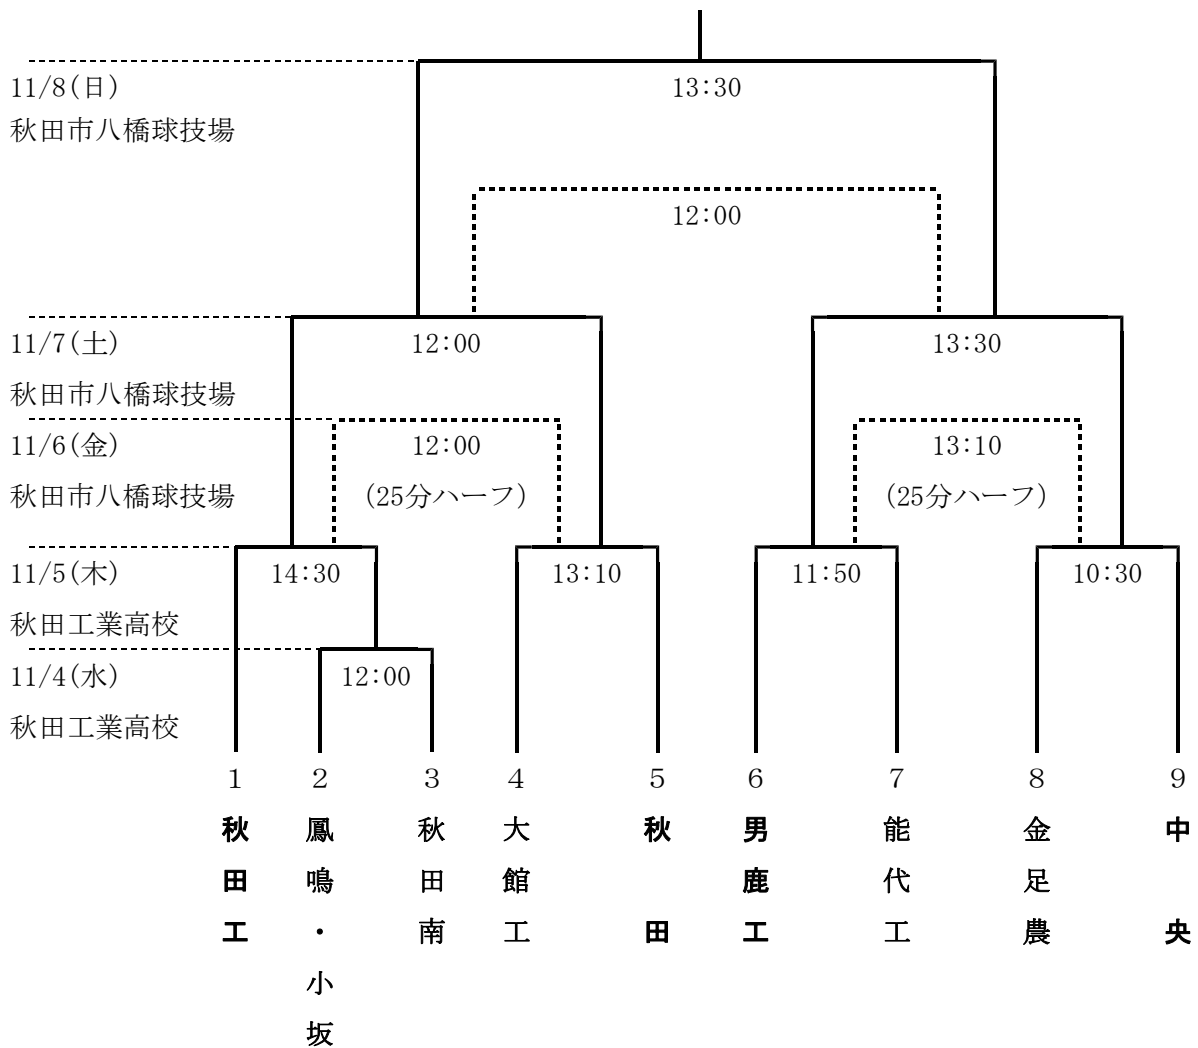 11/8(日)
13:30
秋田市八橋球技場
12:00
11/7(土)
12:00
13:30
秋田市八橋球技場
11/6(金)
12:00
13:10
秋田市八橋球技場
(25分ハーフ)
(25分ハーフ)
11/5(木)
14:30
13:10
11:50
10:30
秋田工業高校
11/4(水)
12:00
秋田工業高校
1
2
3
4
5
6
7
8
9
秋田工
鳳鳴・小坂
秋田南
大館工
秋田
男鹿工
能代工
金足農
中央